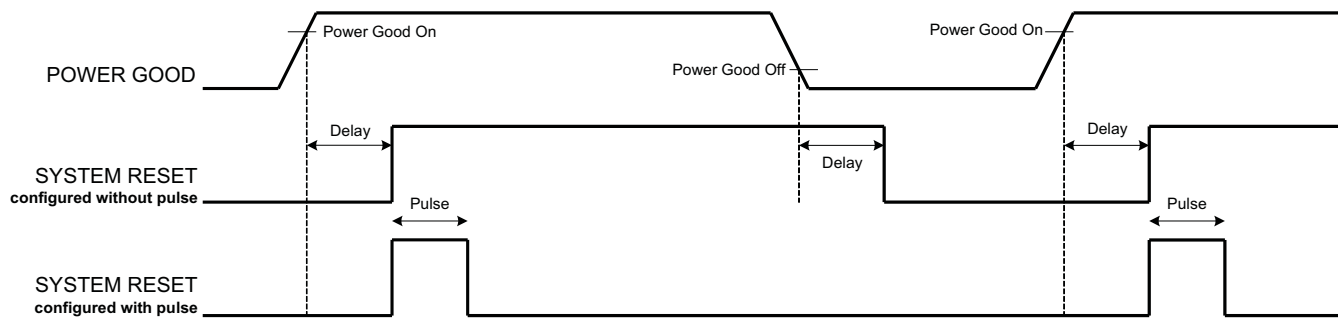 Power Good On
Power Good On
POWER GOOD
Power Good Off
Delay
Delay
Delay
SYSTEM RESET
configured without pulse
Pulse
Pulse
SYSTEM RESET
configured with pulse